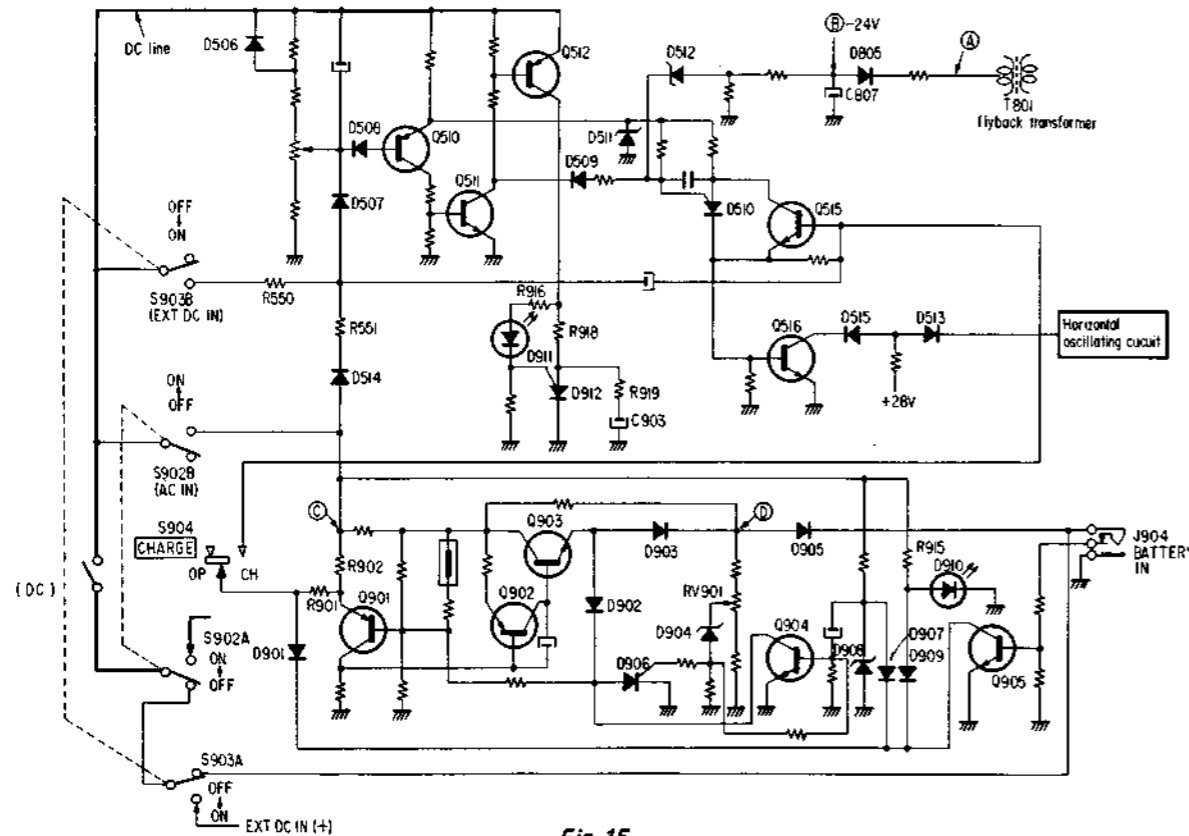 DC line
D506
Q512
D512
B -24V
D805
A
C807
T801
flyback transformer
D508
Q510
D511
D509
Q511
D507
D510
Q515
OFF
ON
S903B
(EXT DC IN)
R550
R916
R918
D515
D513
Horizontal
oscillating cucuit
Q516
R551
D911
D912
R919
C903
+28V
D514
ON
OFF
S902B
(AC IN)
C
Q903
D
D903
D905
J904
BATTERY
IN
S904
CHARGE
OP
CH
R902
R901
Q901
Q902
D902
RV901
R915
D910
(DC)
D901
D904
Q904
D907
D908
D909
D906
Q905
S902A
ON
OFF
S903A
OFF
ON
EXT DC IN (+)
Fig. 15